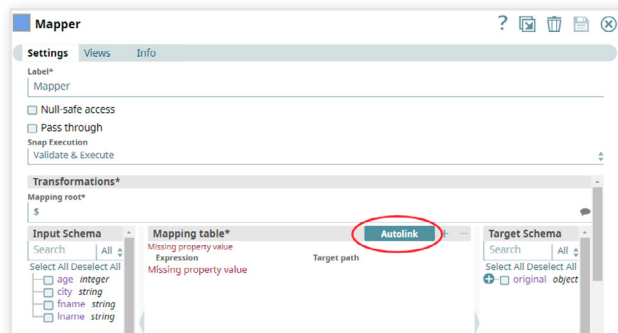 Mapper
?
Settings Views Info
Label*
Mapper
Null-safe access
Pass through
Snap Execution
Validate & Execute
Transformations*
Mapping root*
$
Input Schema
Search All
Select All Deselect All
age integer
city string
fname string
lname string
Mapping table*
Autolink + −
Missing property value
Expression Target path
Missing property value
Target Schema
Search All
Select All Deselect All
original object